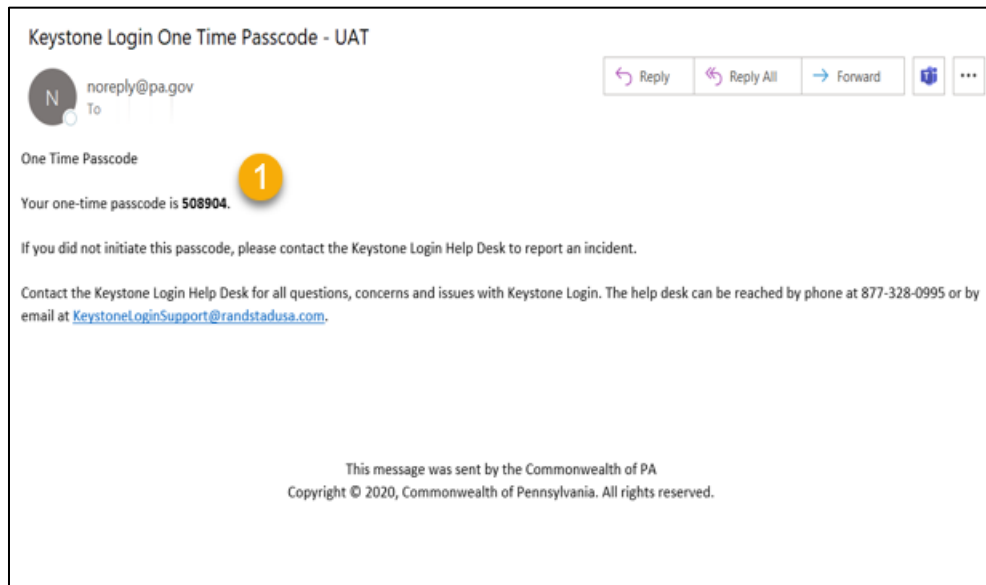 Keystone Login One Time Passcode - UAT
N
noreply@pa.gov
To
Reply
Reply All
Forward
One Time Passcode
1
Your one-time passcode is 508904.
If you did not initiate this passcode, please contact the Keystone Login Help Desk to report an incident.
Contact the Keystone Login Help Desk for all questions, concerns and issues with Keystone Login. The help desk can be reached by phone at 877-328-0995 or by
email at KeystoneLoginSupport@randstadusa.com.
This message was sent by the Commonwealth of PA
Copyright © 2020, Commonwealth of Pennsylvania. All rights reserved.